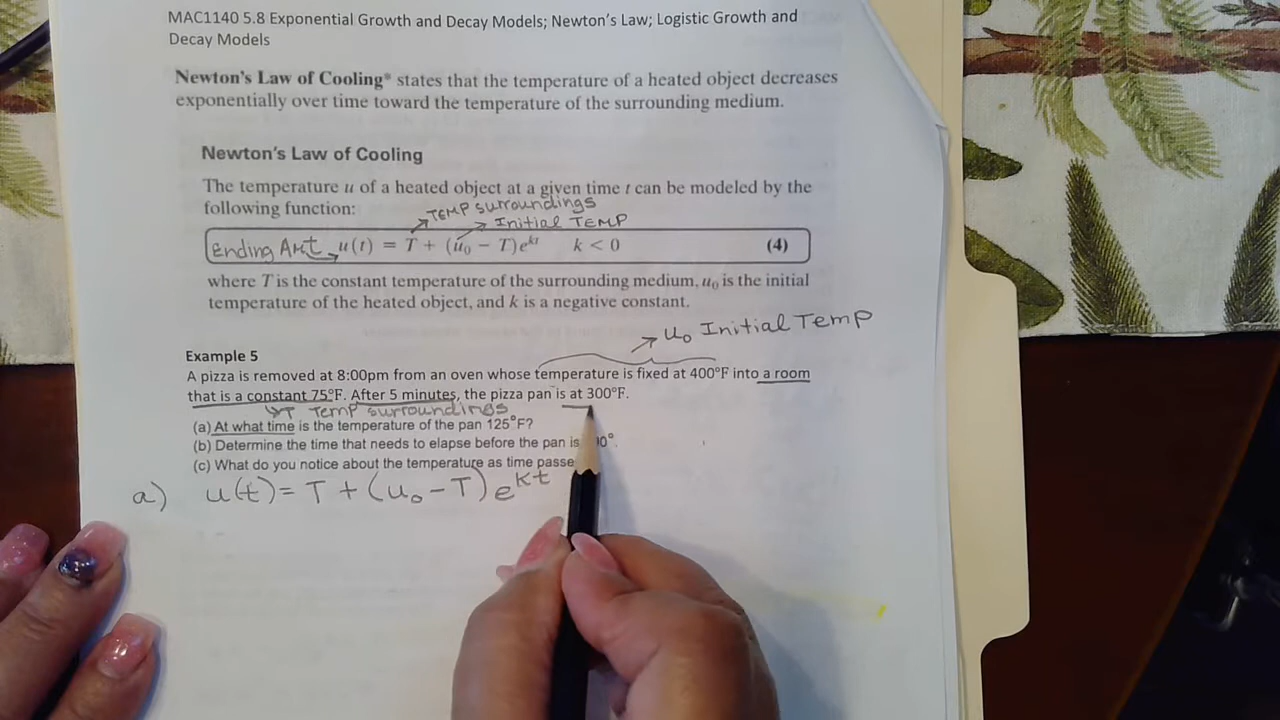 MAC1140 5.8 Exponential Growth and Decay Models; Newton's Law; Logistic Growth and
Decay Models
Newton's Law of Cooling* states that the temperature of a heated object decreases
exponentially over time toward the temperature of the surrounding medium.
Newton's Law of Cooling
The temperature u of a heated object at a given time t can be modeled by the
following function:
TEMP surroundings
Initial TEMP
Ending Amt u(t) = T + (u₀ − T)eᵏᵗ k < 0 (4)
where T is the constant temperature of the surrounding medium, u₀ is the initial
temperature of the heated object, and k is a negative constant.
u₀ Initial Temp
Example 5
A pizza is removed at 8:00pm from an oven whose temperature is fixed at 400°F into a room
that is a constant 75°F. After 5 minutes, the pizza pan is at 300°F.
T Temp surroundings
(a) At what time is the temperature of the pan 125°F?
(b) Determine the time that needs to elapse before the pan is 0°.
(c) What do you notice about the temperature as time passe
a) u(t) = T + (u₀ − T) eᴷᵗ